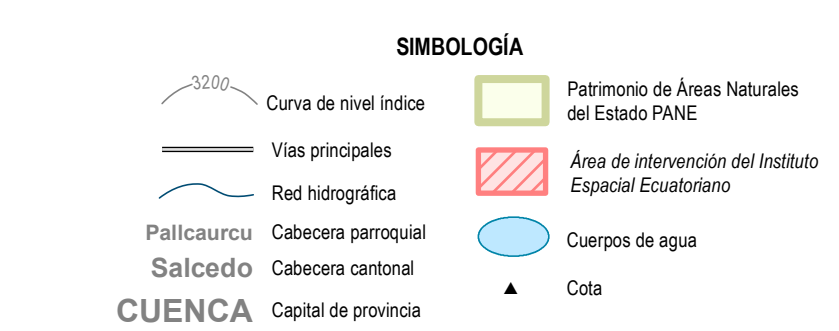 SIMBOLOGÍA
3200
Curva de nivel índice
Vías principales
Red hidrográfica
Pallcaurcu Cabecera parroquial
Salcedo Cabecera cantonal
CUENCA Capital de provincia
Patrimonio de Áreas Naturales
del Estado PANE
Área de intervención del Instituto
Espacial Ecuatoriano
Cuerpos de agua
Cota